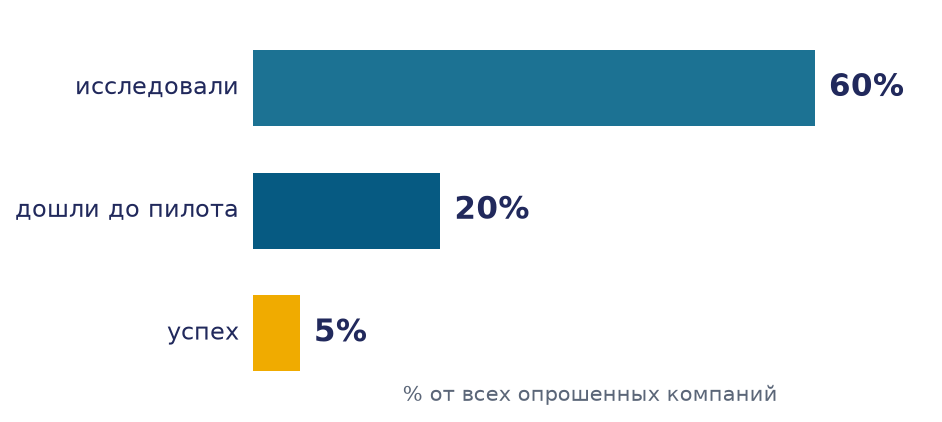 исследовали 60%
дошли до пилота 20%
успех 5%
% от всех опрошенных компаний